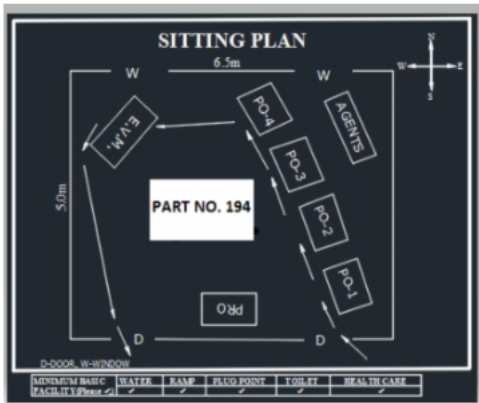 SITTING PLAN
6.5m
W
W
N
W
E
S
E.V.M.
PO-4
AGENTS
PO-3
5.0m
PART NO. 194
PO-2
PO-1
PRO
D
D
D-DOOR, W-WINDOW
MINIMUM BASIC FACILITY(Please ✓) WATER RAMP PLUG POINT TOILET HEALTH CARE
✓ ✓ ✓ ✓ ✓